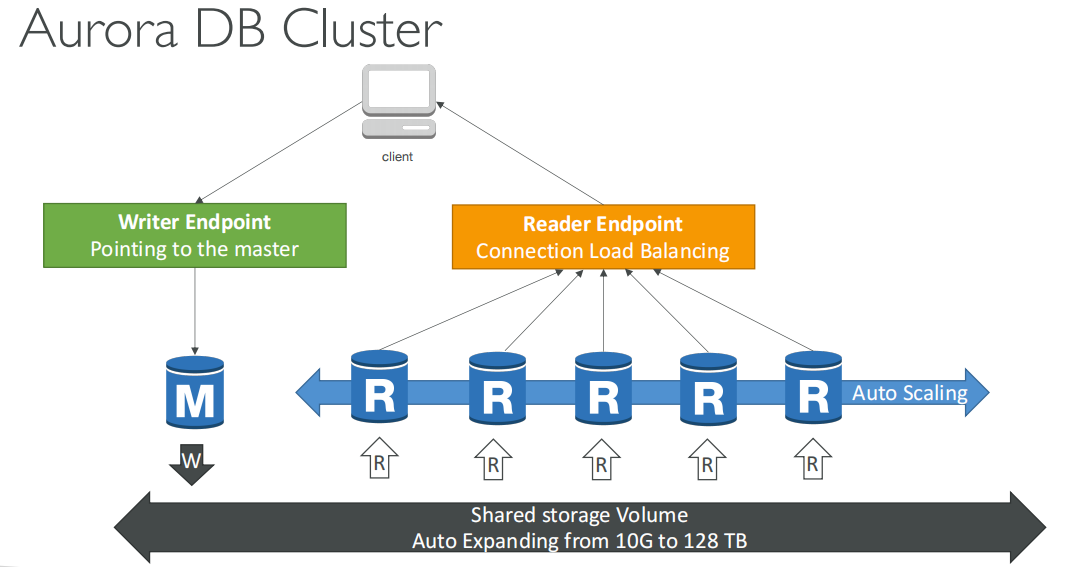 Aurora DB Cluster
client
Writer Endpoint
Pointing to the master
Reader Endpoint
Connection Load Balancing
M
R
R
R
R
R
Auto Scaling
W
R
R
R
R
R
Shared storage Volume
Auto Expanding from 10G to 128 TB